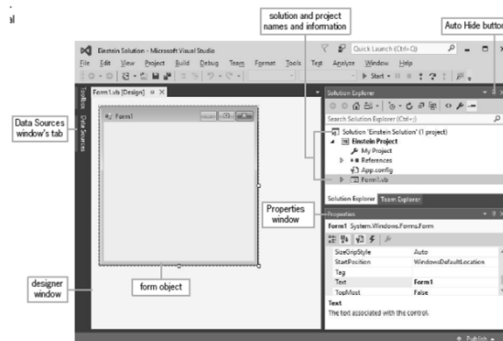 al
solution and project
names and information
Auto Hide button
Einstein Solution - Microsoft Visual Studio
Quick Launch (Ctrl+Q)
File Edit View Project Build Debug Team Format Tools Test Analyze Window Help
Start
Form1.vb [Design]
Solution Explorer
Toolbox
Data Sources
Form1
Search Solution Explorer (Ctrl+;)
Solution 'Einstein Solution' (1 project)
Einstein Project
My Project
References
App.config
Form1.vb
Data Sources
window's tab
Solution Explorer Team Explorer
Properties
window
Properties
Form1 System.Windows.Forms.Form
SizeGripStyle Auto
StartPosition WindowsDefaultLocation
Tag
Text Form1
TopMost False
Text
The text associated with the control.
designer
window
form object
Publish